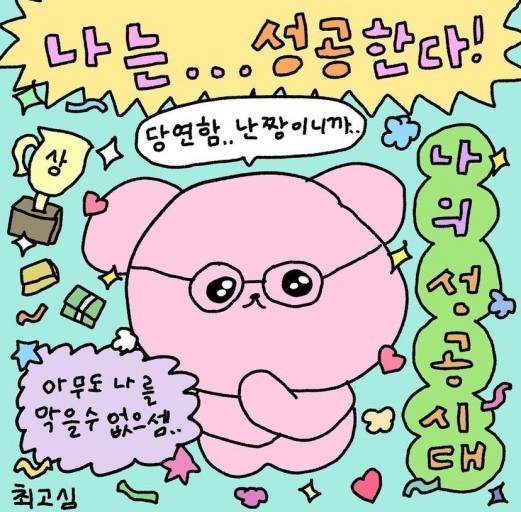 나는...성공한다!
당연함..난짱이니까..
상
나의성공시대
아무도 나를
막을수 없으셈..
최고심